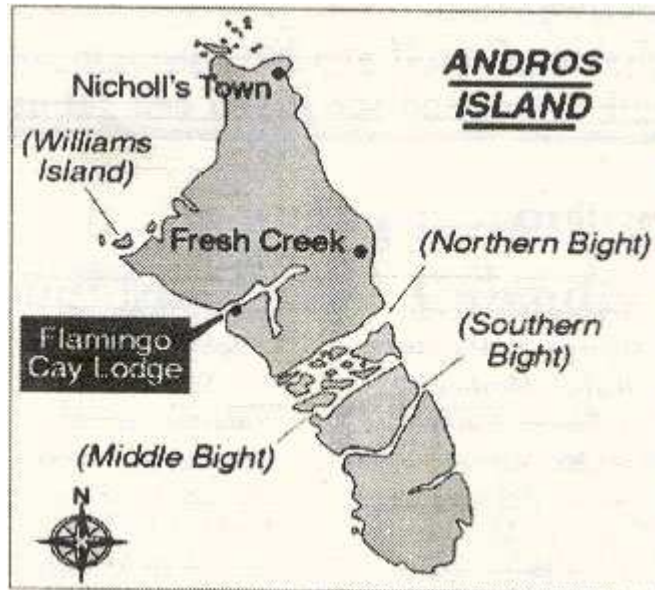 ANDROS
ISLAND
Nicholl's Town
(Williams
Island)
Fresh Creek
(Northern Bight)
(Southern
Bight)
Flamingo
Cay Lodge
(Middle Bight)
N